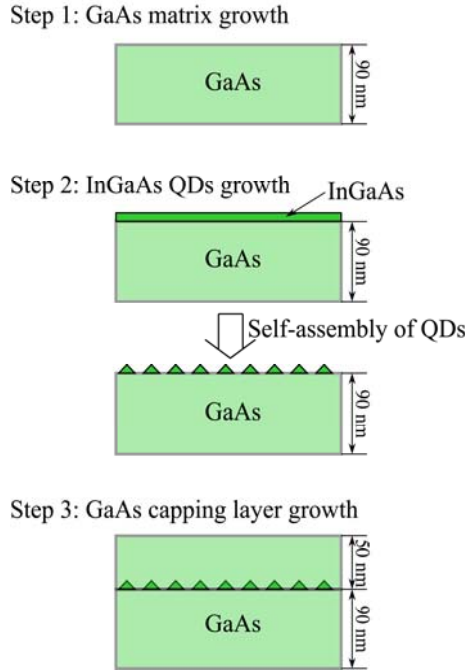 Step 1: GaAs matrix growth
GaAs
90 nm
Step 2: InGaAs QDs growth
InGaAs
GaAs
90 nm
Self-assembly of QDs
GaAs
90 nm
Step 3: GaAs capping layer growth
50 nm
GaAs
90 nm